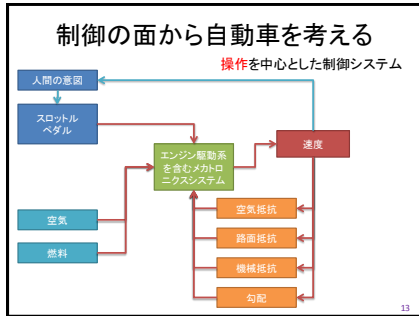 制御の面から自動車を考える
操作を中心とした制御システム
人間の意図
スロットル
ペダル
エンジン駆動系
を含むメカトロ
ニクスシステム
速度
空気
燃料
空気抵抗
路面抵抗
機械抵抗
勾配
13